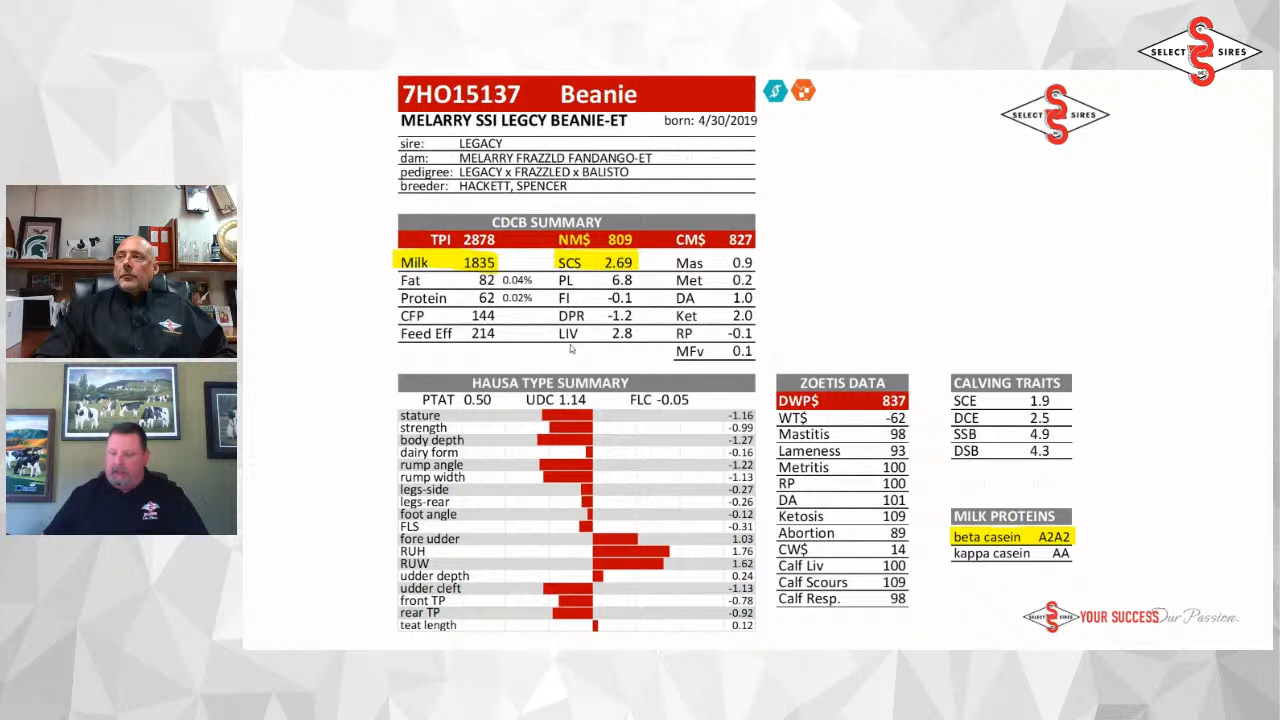 SELECT SIRES INC
SELECT SIRES
7HO15137 Beanie
MELARRY SSI LEGCY BEANIE-ET born: 4/30/2019
sire: LEGACY
dam: MELARRY FRAZZLD FANDANGO-ET
pedigree: LEGACY x FRAZZLED x BALISTO
breeder: HACKETT, SPENCER
CDCB SUMMARY
TPI 2878 NM$ 809 CM$ 827
Milk 1835 SCS 2.69 Mas 0.9
Fat 82 0.04% PL 6.8 Met 0.2
Protein 62 0.02% FI -0.1 DA 1.0
CFP 144 DPR -1.2 Ket 2.0
Feed Eff 214 LIV 2.8 RP -0.1
MFv 0.1
HAUSA TYPE SUMMARY
PTAT 0.50 UDC 1.14 FLC -0.05
stature -1.16
strength -0.99
body depth -1.27
dairy form -0.16
rump angle -1.22
rump width -1.13
legs-side -0.27
legs-rear -0.26
foot angle -0.12
FLS -0.31
fore udder 1.03
RUH 1.76
RUW 1.62
udder depth 0.24
udder cleft -1.13
front TP -0.78
rear TP -0.92
teat length 0.12
ZOETIS DATA
DWP$ 837
WT$ -62
Mastitis 98
Lameness 93
Metritis 100
RP 100
DA 101
Ketosis 109
Abortion 89
CW$ 14
Calf Liv 100
Calf Scours 109
Calf Resp. 98
CALVING TRAITS
SCE 1.9
DCE 2.5
SSB 4.9
DSB 4.3
MILK PROTEINS
beta casein A2A2
kappa casein AA
SELECT SIRES YOUR SUCCESS Our Passion.